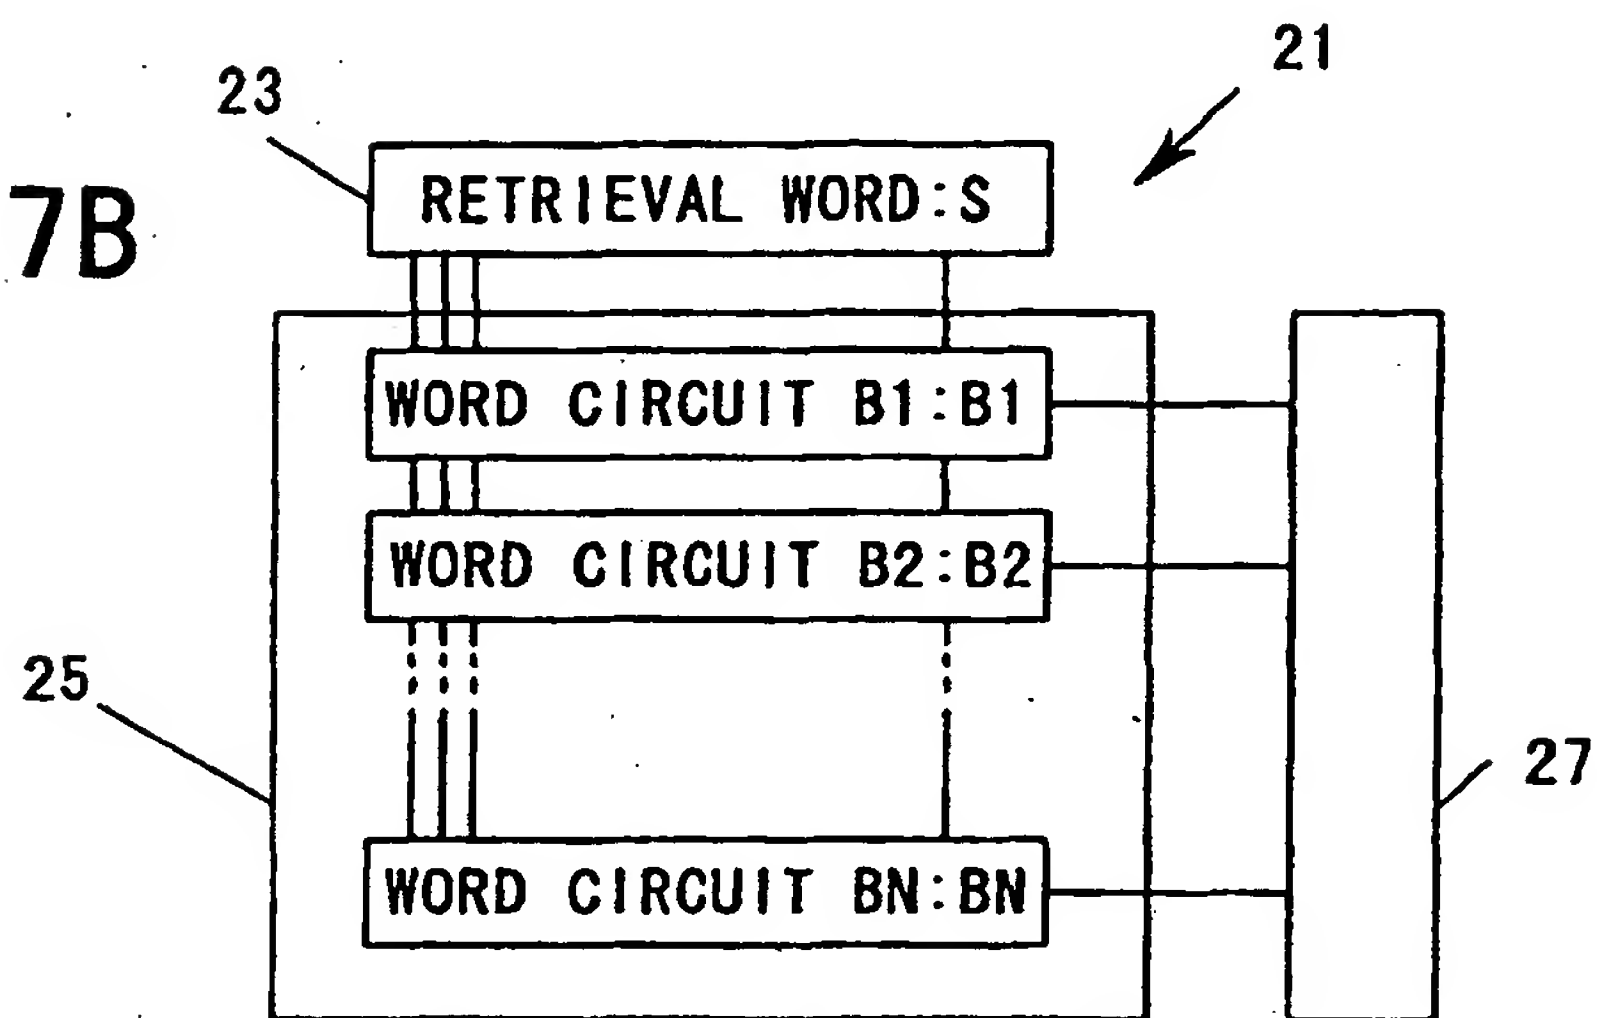 21
23
7B
RETRIEVAL WORD:S
WORD CIRCUIT B1:B1
WORD CIRCUIT B2:B2
25
27
WORD CIRCUIT BN:BN